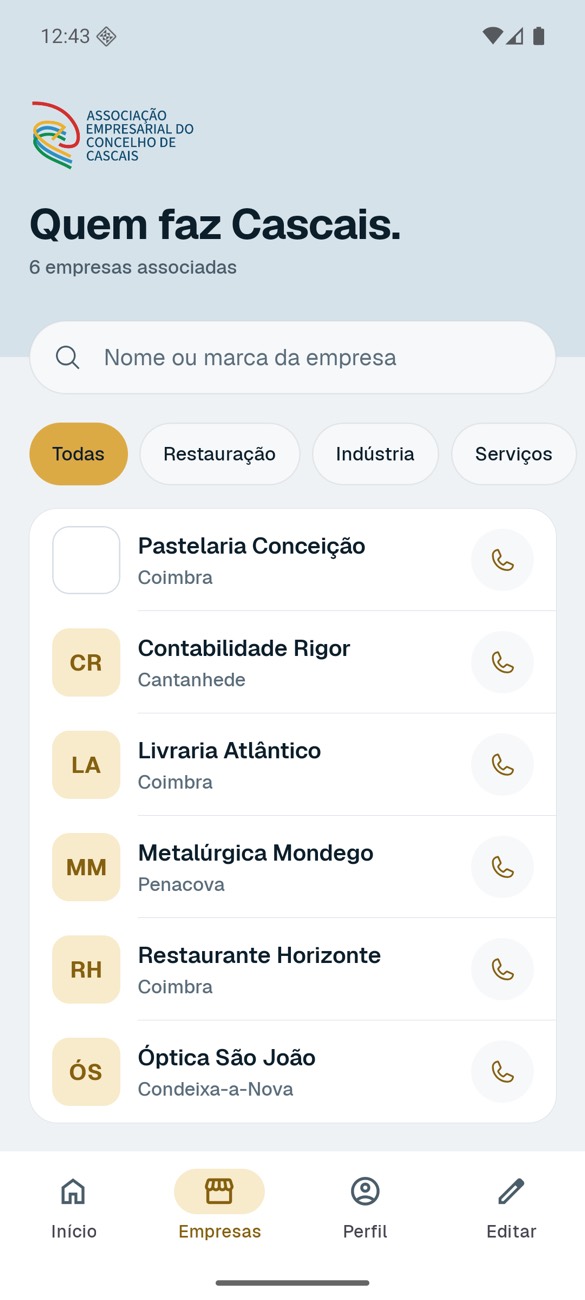 12:43
ASSOCIAÇÃO
EMPRESARIAL DO
CONCELHO DE
CASCAIS
Quem faz Cascais.
6 empresas associadas
Nome ou marca da empresa
Todas
Restauração
Indústria
Serviços
Pastelaria Conceição
Coimbra
CR
Contabilidade Rigor
Cantanhede
LA
Livraria Atlântico
Coimbra
MM
Metalúrgica Mondego
Penacova
RH
Restaurante Horizonte
Coimbra
ÓS
Óptica São João
Condeixa-a-Nova
Início
Empresas
Perfil
Editar